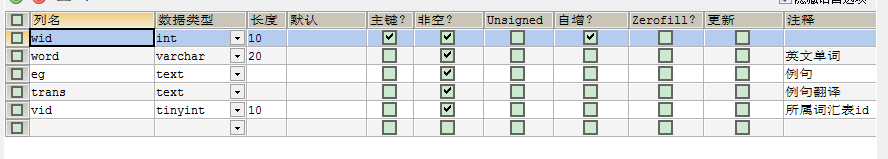 列名 数据类型 长度 默认 主键? 非空? Unsigned 自增? Zerofill? 更新 注释
wid int 10
word varchar 20 英文单词
eg text 例句
trans text 例句翻译
vid tinyint 10 所属词汇表id